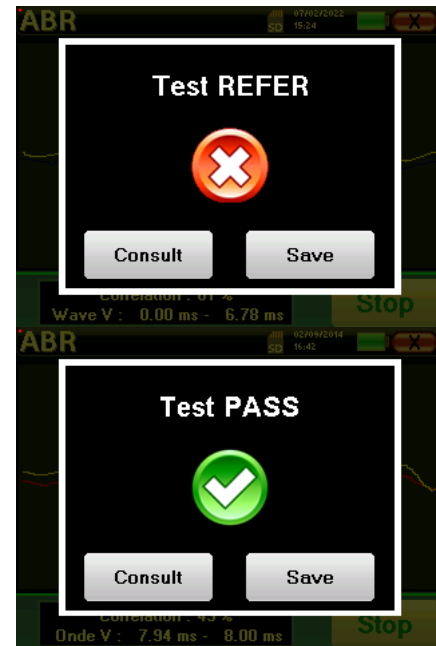 ABR
SD 07/02/2022 15:24
X
Test REFER
Consult Save
Wave V : 0.00 ms - 6.78 ms
Stop
ABR
SD 02/09/2014 16:42
X
Test PASS
Consult Save
Onde V : 7.94 ms - 8.00 ms
Stop